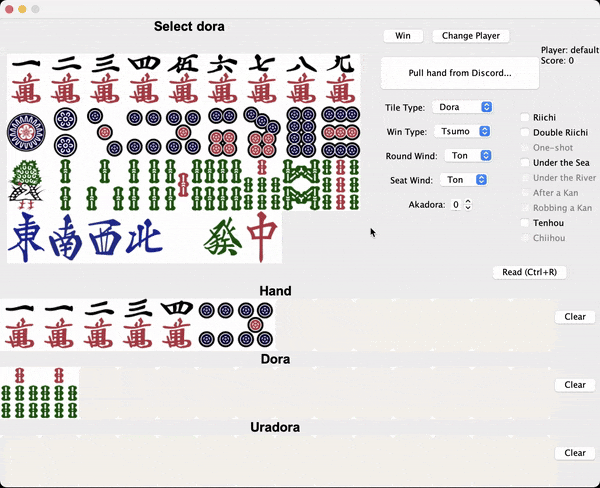 Select dora
一 二 三 四 伍 六 七 八 九
萬 萬 萬 萬 萬 萬 萬 萬 萬
東 南 西 北 發 中
Win
Change Player
Player: default
Score: 0
Pull hand from Discord...
Tile Type: Dora
Win Type: Tsumo
Round Wind: Ton
Seat Wind: Ton
Akadora: 0
Riichi
Double Riichi
One-shot
Under the Sea
Under the River
After a Kan
Robbing a Kan
Tenhou
Chiihou
Read (Ctrl+R)
Hand
一 一 二 三 四
萬 萬 萬 萬 萬
Clear
Dora
Clear
Uradora
Clear